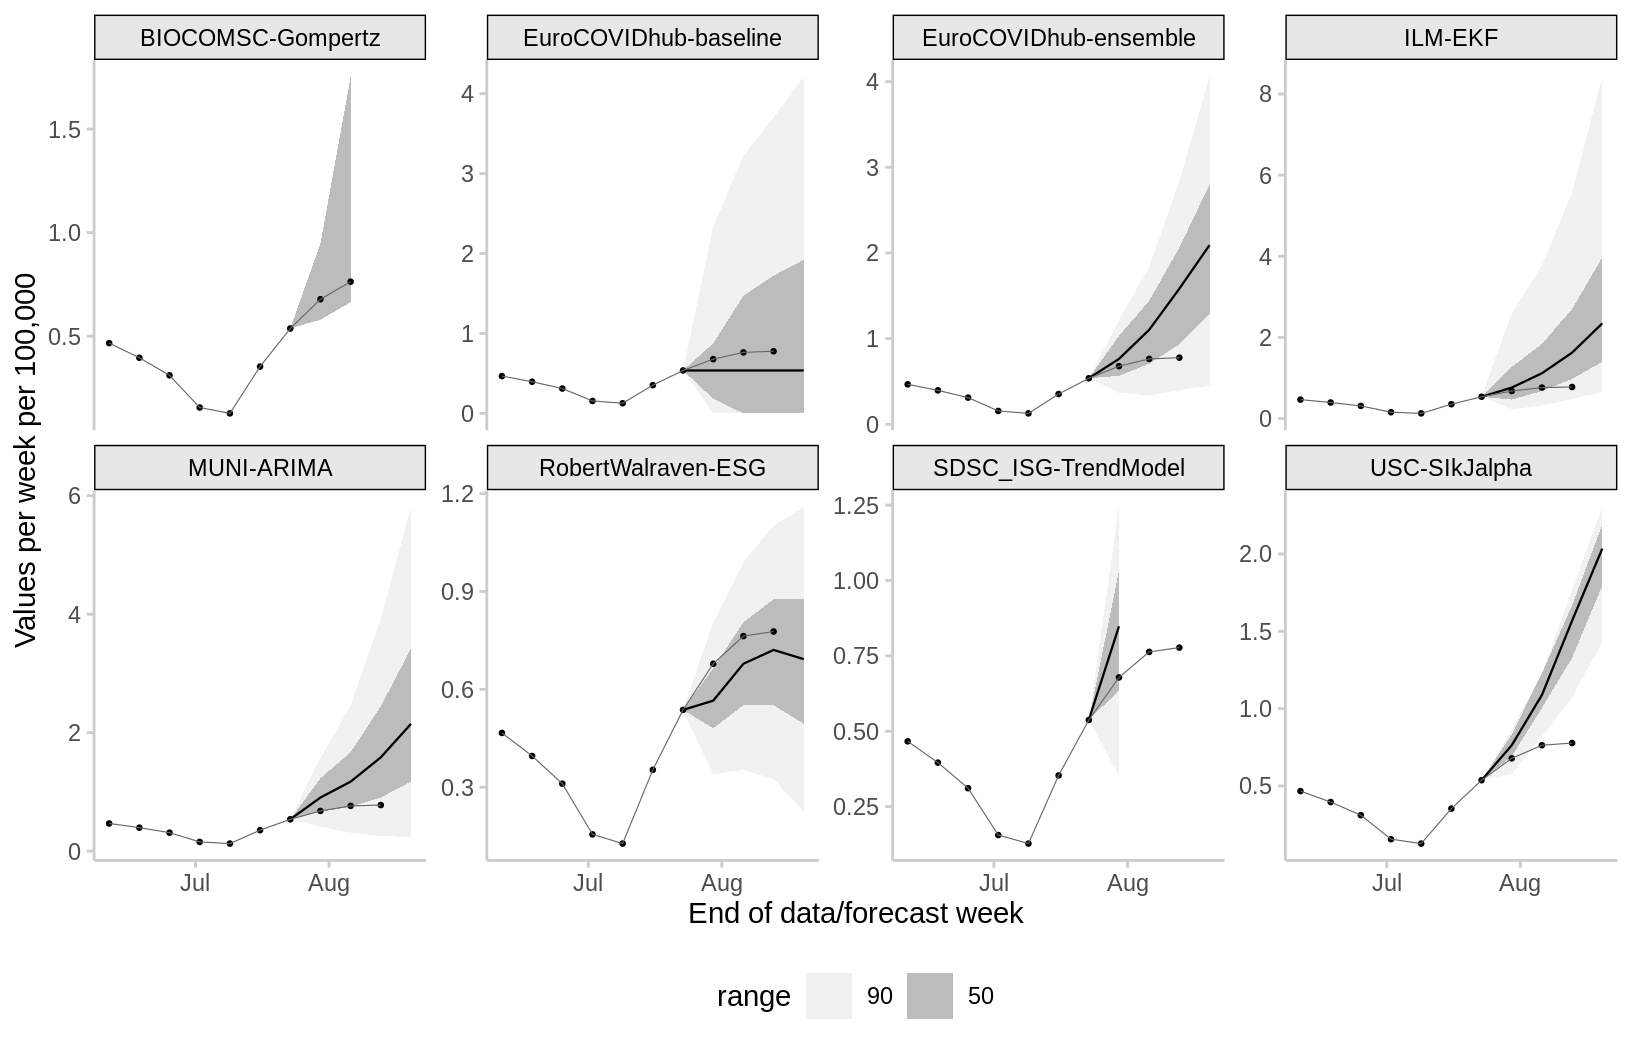 BIOCOMSC-Gompertz
EuroCOVIDhub-baseline
EuroCOVIDhub-ensemble
ILM-EKF
1.5
1.0
0.5
4
3
2
1
0
4
3
2
1
0
8
6
4
2
0
MUNI-ARIMA
RobertWalraven-ESG
SDSC_ISG-TrendModel
USC-SIkJalpha
6
4
2
0
1.2
0.9
0.6
0.3
1.25
1.00
0.75
0.50
0.25
2.0
1.5
1.0
0.5
Jul Aug
Jul Aug
Jul Aug
Jul Aug
Values per week per 100,000
End of data/forecast week
range 90 50